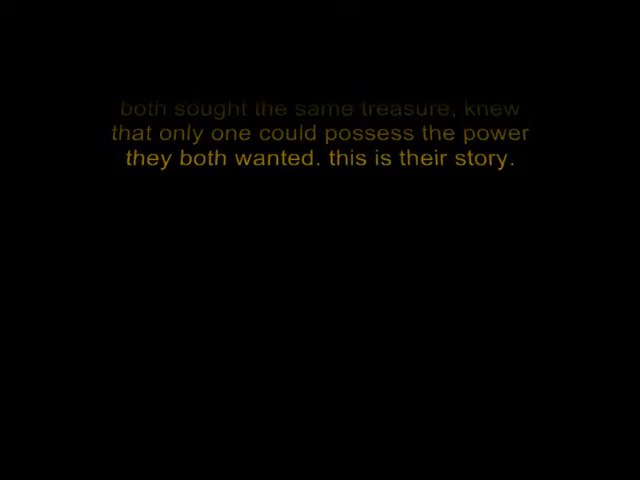 both sought the same treasure, knew
that only one could possess the power
they both wanted. this is their story.